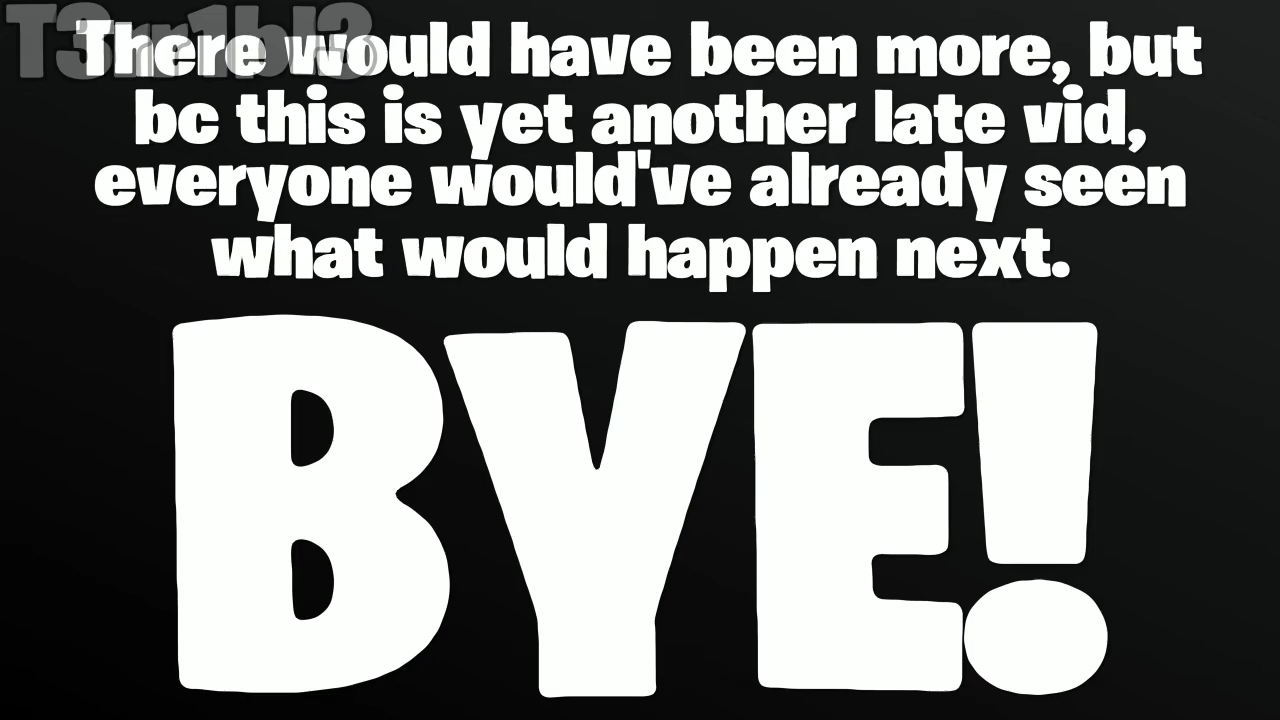 T3rr1bl3
There would have been more, but
bc this is yet another late vid,
everyone would've already seen
what would happen next.
BYE!